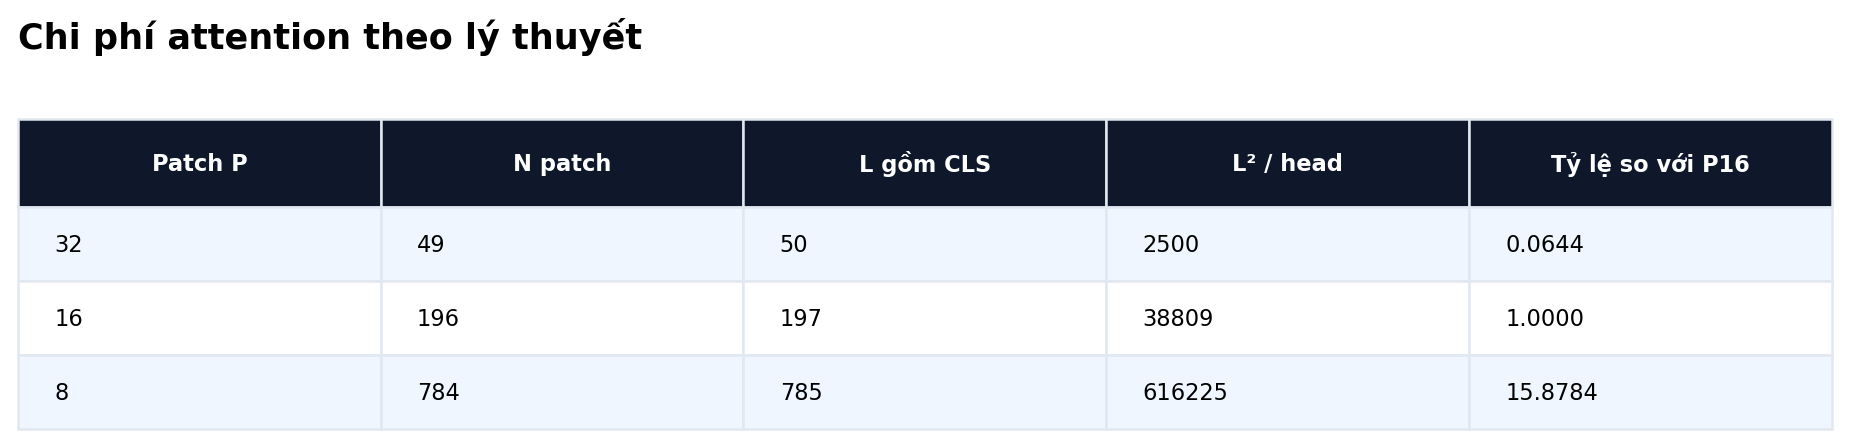 Chi phí attention theo lý thuyết
Patch P N patch L gồm CLS L² / head Tỷ lệ so với P16
32 49 50 2500 0.0644
16 196 197 38809 1.0000
8 784 785 616225 15.8784